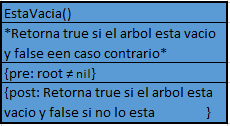 EstaVacia()
*Retorna true si el arbol esta vacio
y false een caso contrario*
{pre: root ≠ nil}
{post: Retorna true si el arbol esta
vacio y false si no lo esta }